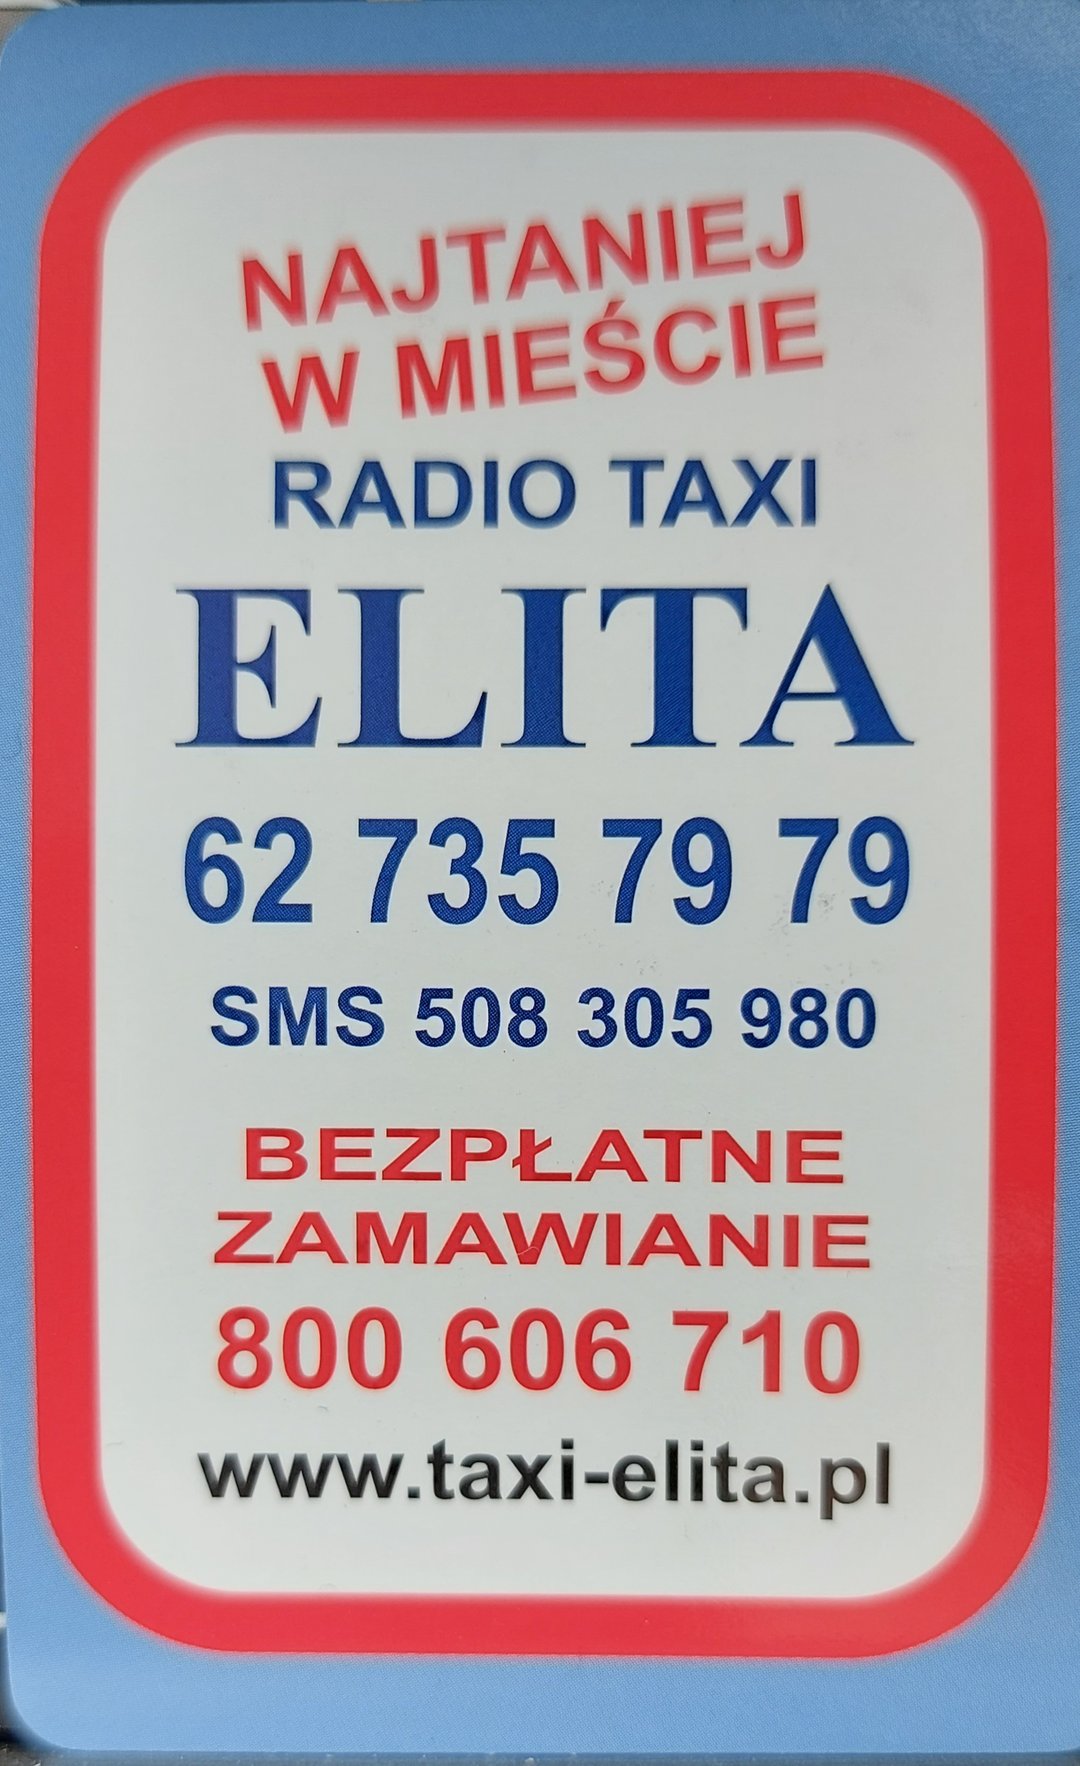 NAJTANIEJ
W MIEŚCIE
RADIO TAXI
ELITA
62 735 79 79
SMS 508 305 980
BEZPŁATNE
ZAMAWIANIE
800 606 710
www.taxi-elita.pl